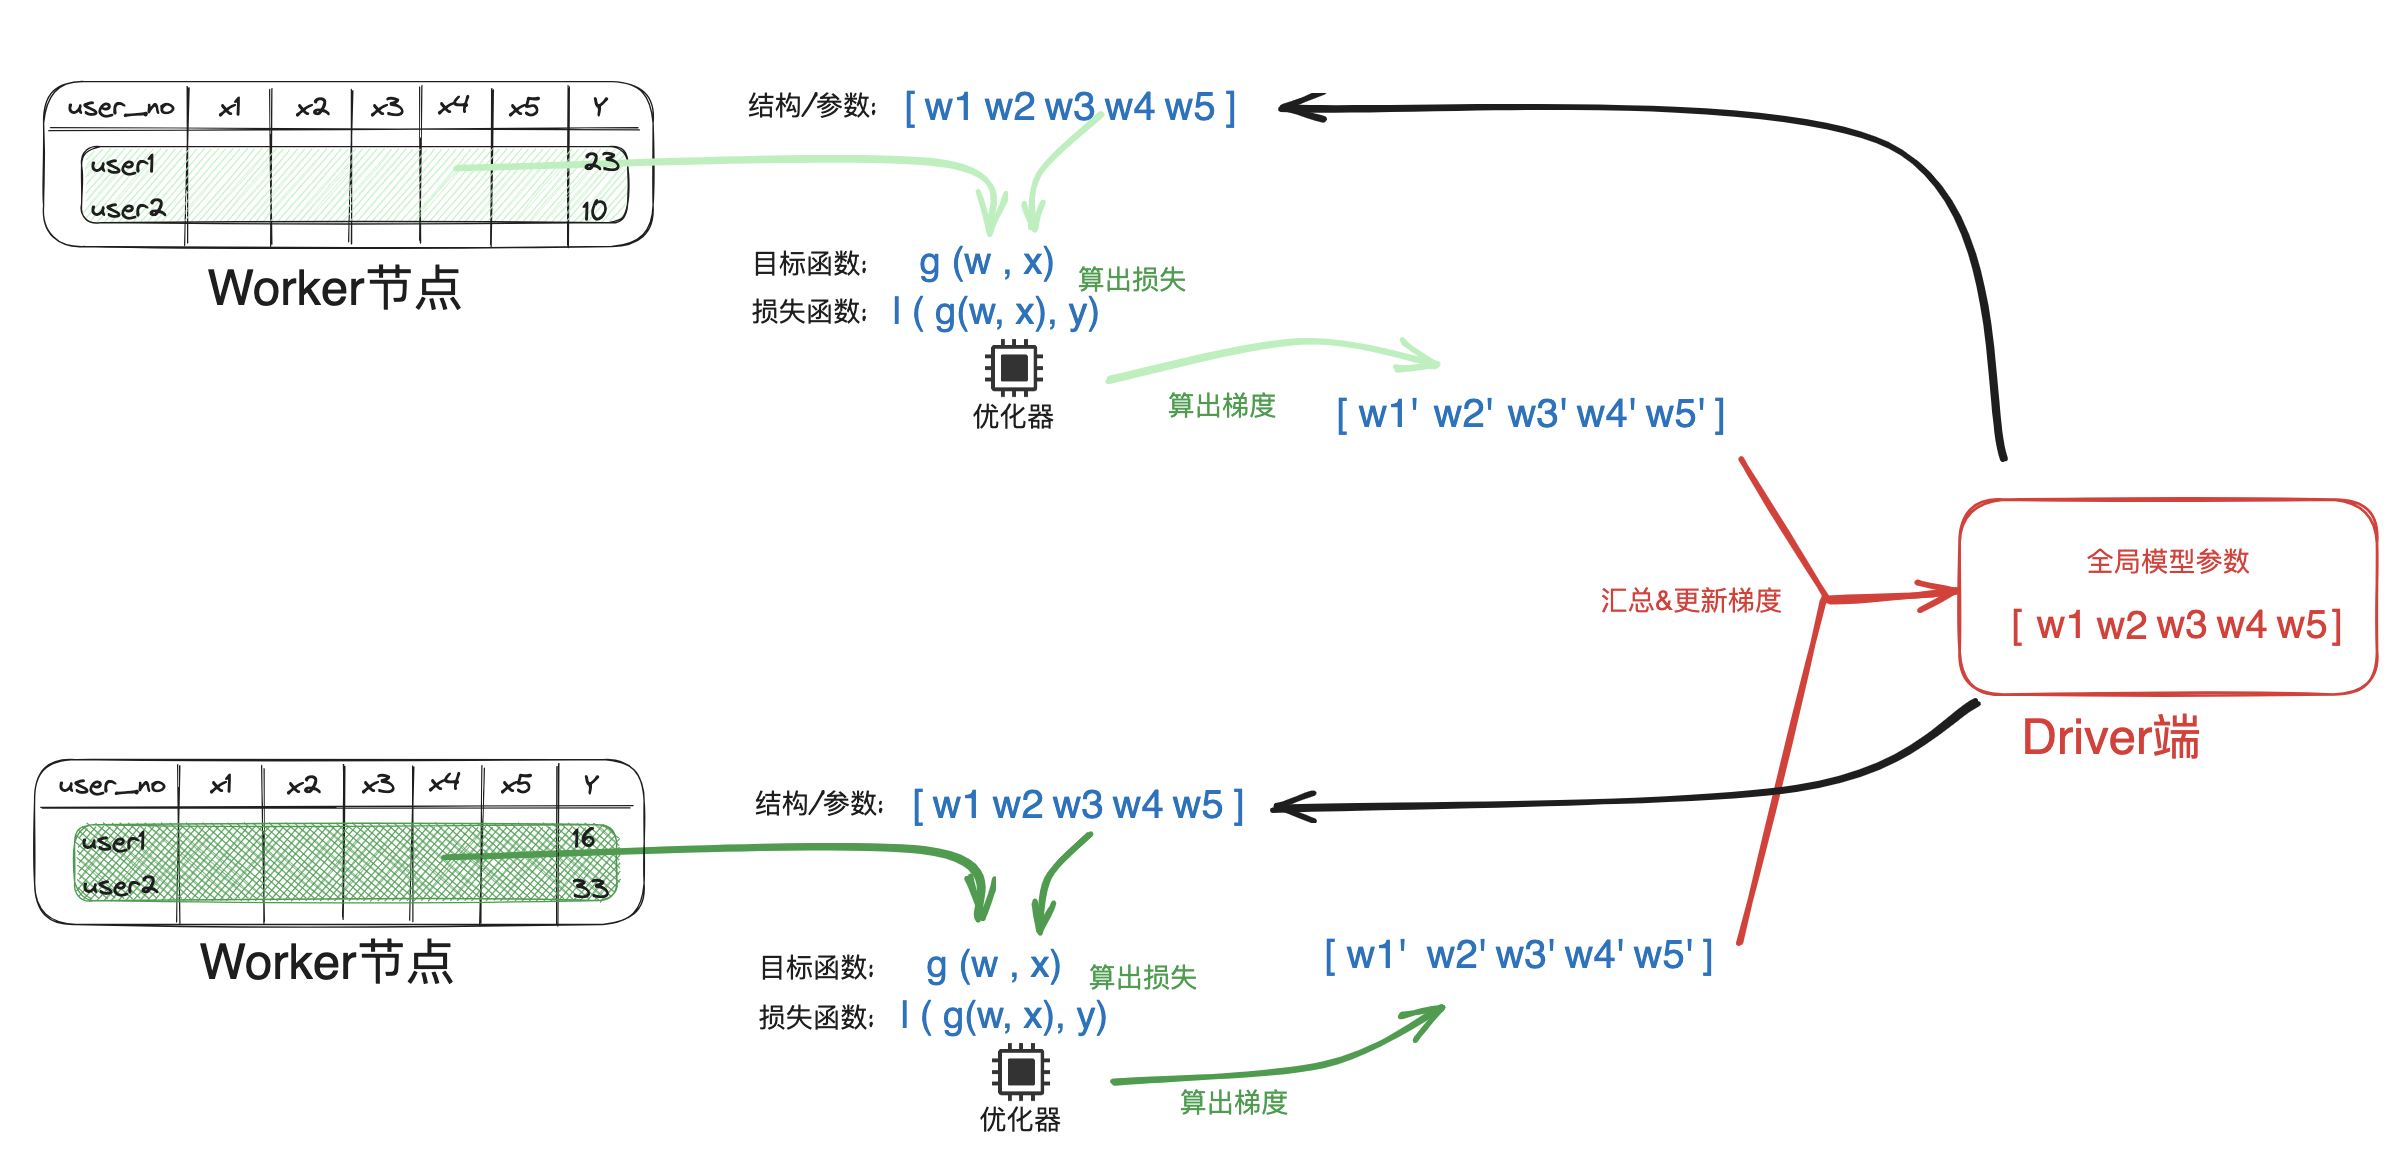 user_no x1 x2 x3 x4 x5 Y
user1 23
user2 10
Worker节点
结构/参数: [ w1 w2 w3 w4 w5 ]
目标函数: g (w , x)
算出损失
损失函数: l ( g(w, x), y)
优化器
算出梯度
[ w1' w2' w3' w4' w5' ]
汇总&更新梯度
全局模型参数
[ w1 w2 w3 w4 w5 ]
Driver端
user_no x1 x2 x3 x4 x5 Y
user1 16
user2 33
Worker节点
结构/参数: [ w1 w2 w3 w4 w5 ]
目标函数: g (w , x)
算出损失
损失函数: l ( g(w, x), y)
优化器
算出梯度
[ w1' w2' w3' w4' w5' ]